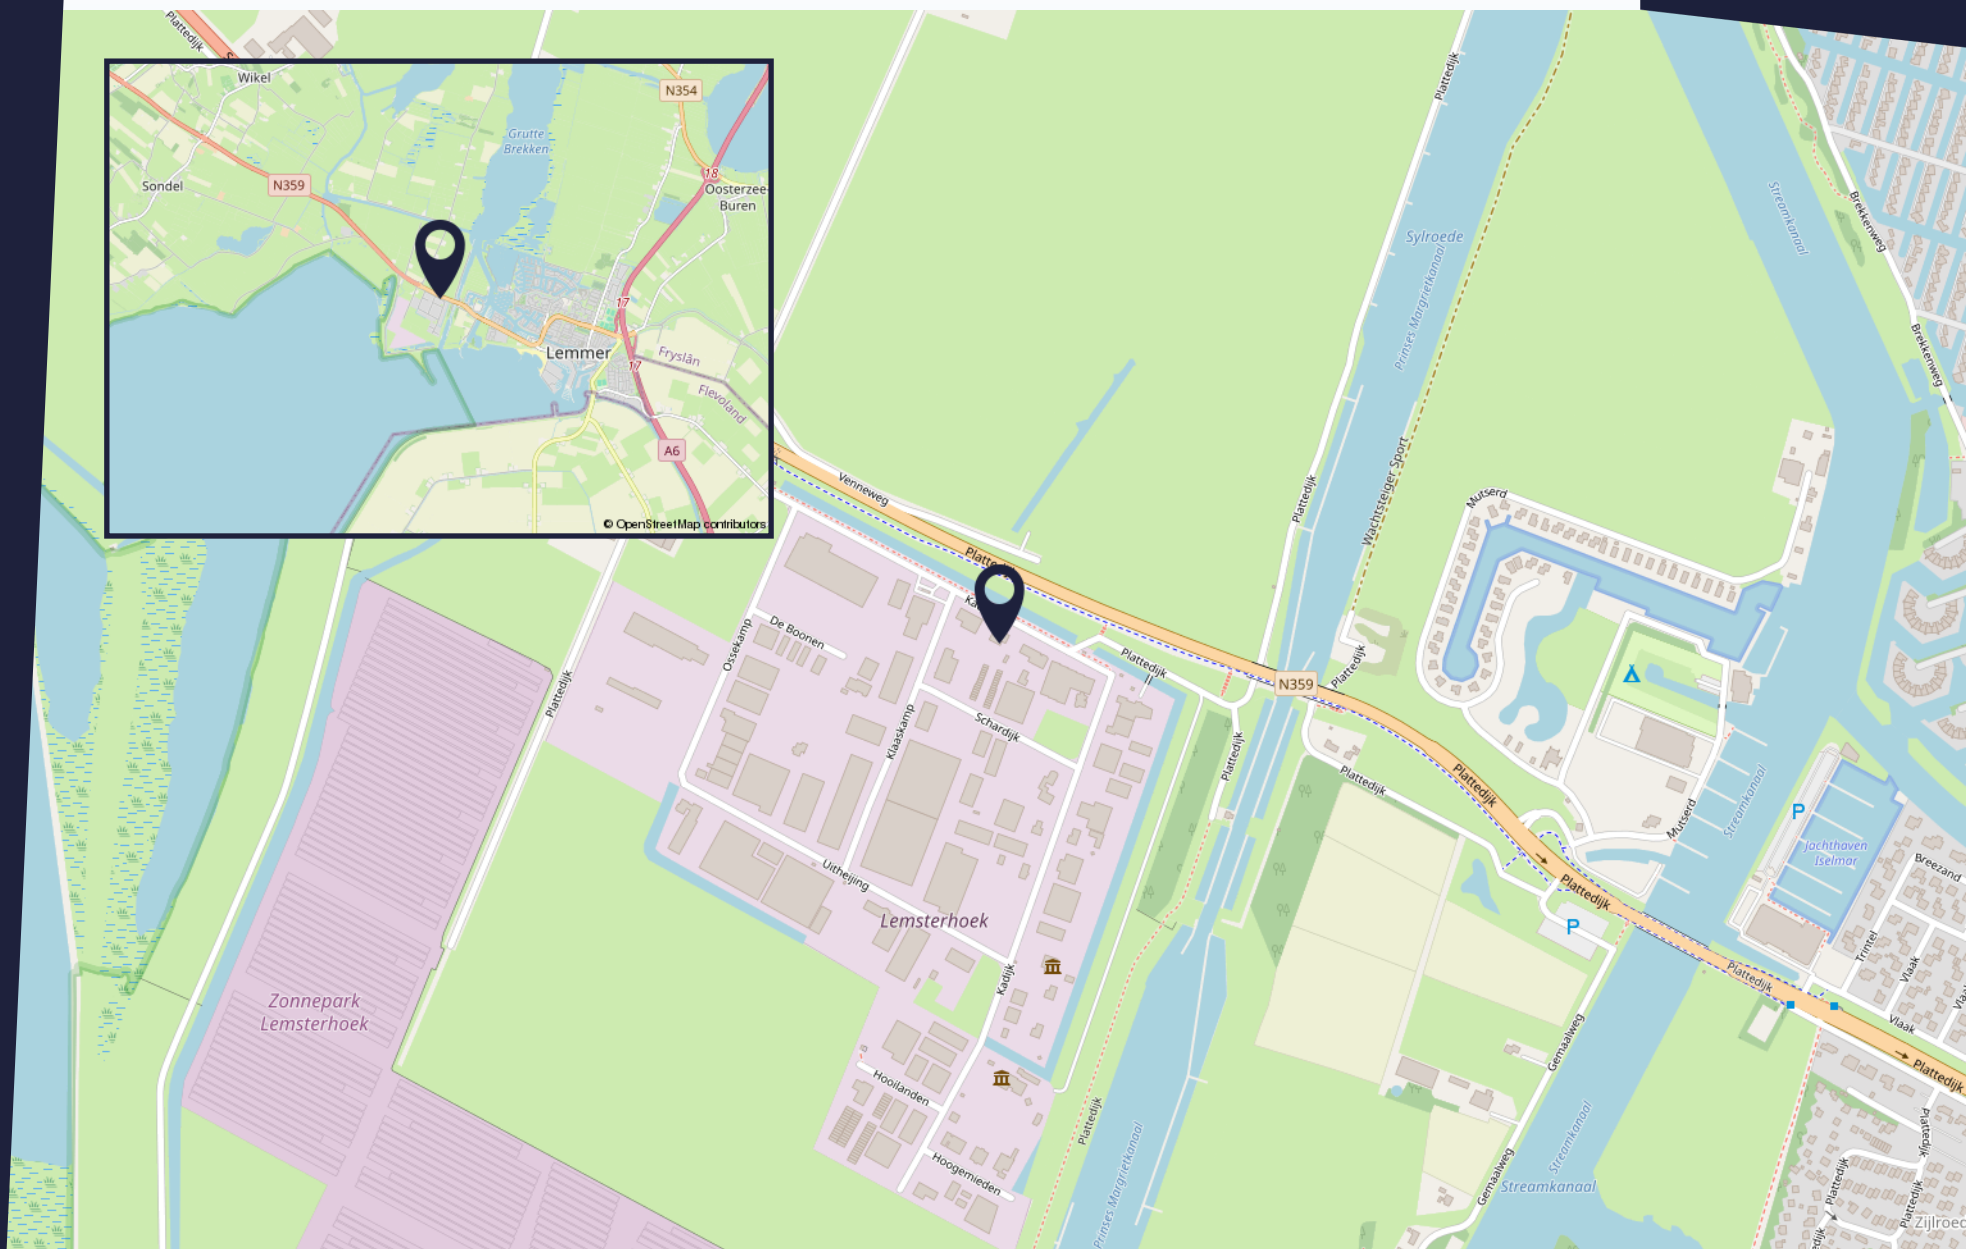 Plattedijk
Wikel
N354
Grutte
Brekken
18
Sondel
N359
Oosterzee-
Buren
17
Lemmer
Fryslân
17
Flevoland
A6
© OpenStreetMap contributors
Plattedijk
Streamkanaal
Brekkenweg
Sylroede
Prinses Margrietkanaal
Brekkenweg
Venneweg
Plattedijk
Wachtsteiger Sport
Mutserd
Plattedijk
De Boonen
Ossekamp
Plattedijk
Plattedijk
N359
Plattedijk
Klaaskamp
Schardijk
Plattedijk
Plattedijk
Plattedijk
Mutserd
Streamkanaal
P
Jachthaven
Iselmar
Uitheijing
Plattedijk
Breezand
Lemsterhoek
P
Trintel
Vlaak
Kadijk
Plattedijk
Zonnepark
Lemsterhoek
Vlaak
Gemaalweg
Hooilanden
Plattedijk
Plattedijk
Plattedijk
Streamkanaal
Prinses Margrietkanaal
Hoogemieden
Gemaalweg
Streamkanaal
Plattedijk
Plattedijk
Zijlroed